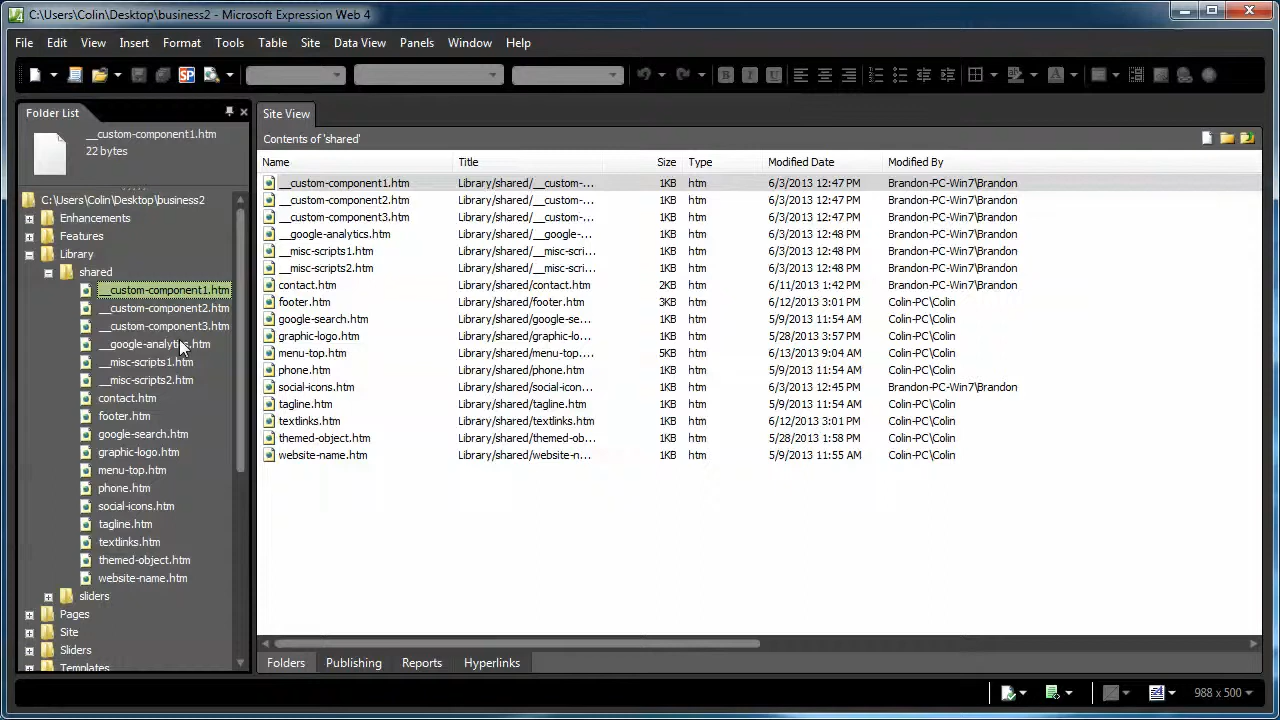 C:\Users\Colin\Desktop\business2 - Microsoft Expression Web 4
File Edit View Insert Format Tools Table Site Data View Panels Window Help
Folder List
__custom-component1.htm
22 bytes
C:\Users\Colin\Desktop\business2
Enhancements
Features
Library
shared
__custom-component1.htm
__custom-component2.htm
__custom-component3.htm
__google-analytics.htm
__misc-scripts1.htm
__misc-scripts2.htm
contact.htm
footer.htm
google-search.htm
graphic-logo.htm
menu-top.htm
phone.htm
social-icons.htm
tagline.htm
textlinks.htm
themed-object.htm
website-name.htm
sliders
Pages
Site
Sliders
Templates
Site View
Contents of 'shared'
Name Title Size Type Modified Date Modified By
__custom-component1.htm Library/shared/__custom-... 1KB htm 6/3/2013 12:47 PM Brandon-PC-Win7\Brandon
__custom-component2.htm Library/shared/__custom-... 1KB htm 6/3/2013 12:47 PM Brandon-PC-Win7\Brandon
__custom-component3.htm Library/shared/__custom-... 1KB htm 6/3/2013 12:47 PM Brandon-PC-Win7\Brandon
__google-analytics.htm Library/shared/__google-... 1KB htm 6/3/2013 12:48 PM Brandon-PC-Win7\Brandon
__misc-scripts1.htm Library/shared/__misc-scri... 1KB htm 6/3/2013 12:48 PM Brandon-PC-Win7\Brandon
__misc-scripts2.htm Library/shared/__misc-scri... 1KB htm 6/3/2013 12:48 PM Brandon-PC-Win7\Brandon
contact.htm Library/shared/contact.htm 1KB htm 6/11/2013 1:42 PM Brandon-PC-Win7\Brandon
footer.htm Library/shared/footer.htm 3KB htm 6/12/2013 3:01 PM Colin-PC\Colin
google-search.htm Library/shared/google-se... 1KB htm 5/9/2013 11:54 AM Colin-PC\Colin
graphic-logo.htm Library/shared/graphic-lo... 1KB htm 5/28/2013 3:57 PM Colin-PC\Colin
menu-top.htm Library/shared/menu-top.... 5KB htm 6/13/2013 9:04 AM Colin-PC\Colin
phone.htm Library/shared/phone.htm 1KB htm 5/9/2013 11:54 AM Colin-PC\Colin
social-icons.htm Library/shared/social-icon... 1KB htm 6/3/2013 12:45 PM Brandon-PC-Win7\Brandon
tagline.htm Library/shared/tagline.htm 1KB htm 5/9/2013 11:54 AM Colin-PC\Colin
textlinks.htm Library/shared/textlinks.htm 1KB htm 6/12/2013 3:01 PM Colin-PC\Colin
themed-object.htm Library/shared/themed-ob... 1KB htm 5/28/2013 1:58 PM Colin-PC\Colin
website-name.htm Library/shared/website-n... 1KB htm 5/9/2013 11:55 AM Colin-PC\Colin
Folders Publishing Reports Hyperlinks
988 x 500